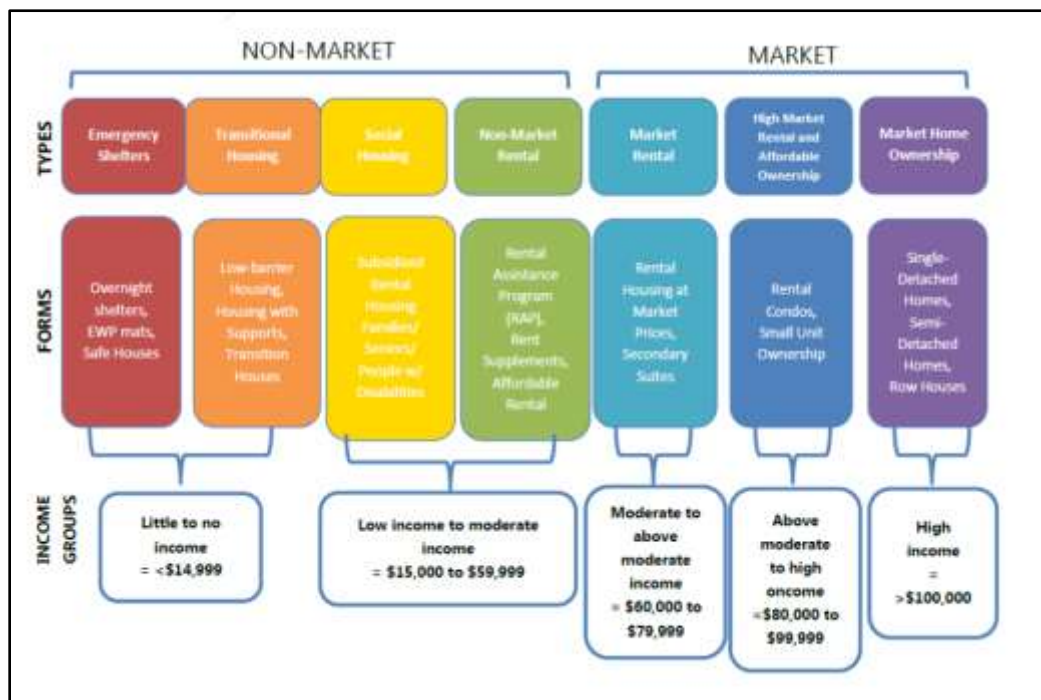 NON-MARKET
MARKET
TYPES
Emergency
Shelters
Transitional
Housing
Social
Housing
Non-Market
Rental
Market
Rental
High Market
Rental and
Affordable
Ownership
Market Home
Ownership
FORMS
Overnight
shelters,
EWP mats,
Safe Houses
Low-barrier
Housing,
Housing with
Supports,
Transition
Houses
Subsidized
Rental
Housing
Families/
Seniors/
People w/
Disabilities
Rental
Assistance
Program
(RAP),
Rent
Supplements,
Affordable
Rental
Rental
Housing at
Market
Prices,
Secondary
Suites
Rental
Condos,
Small Unit
Ownership
Single-
Detached
Homes,
Semi-
Detached
Homes,
Row Houses
INCOME
GROUPS
Little to no
income
= <$14,999
Low income to moderate
income
= $15,000 to $59,999
Moderate to
above
moderate
income
= $60,000 to
$79,999
Above
moderate
to high
oncome
=$80,000 to
$99,999
High
income
=
>$100,000